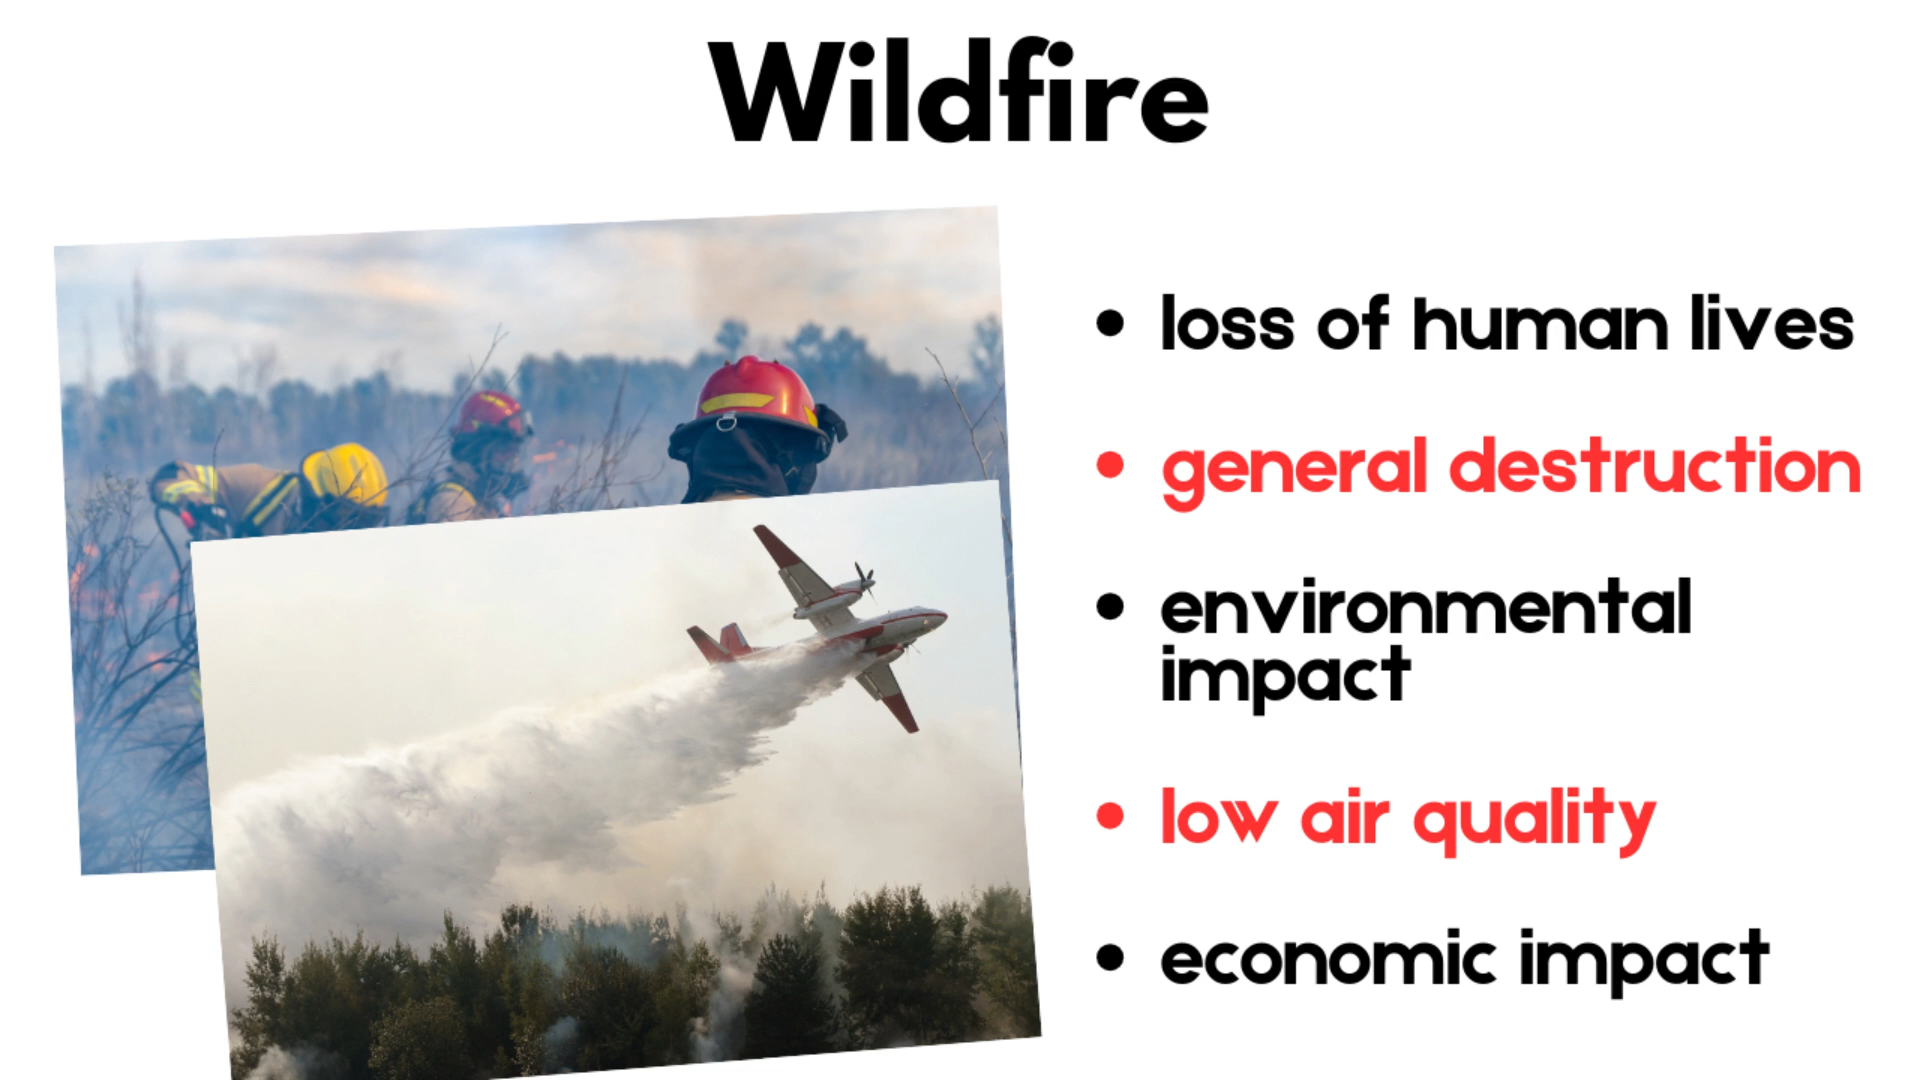 Wildfire
• loss of human lives
• general destruction
• environmental
impact
• low air quality
• economic impact